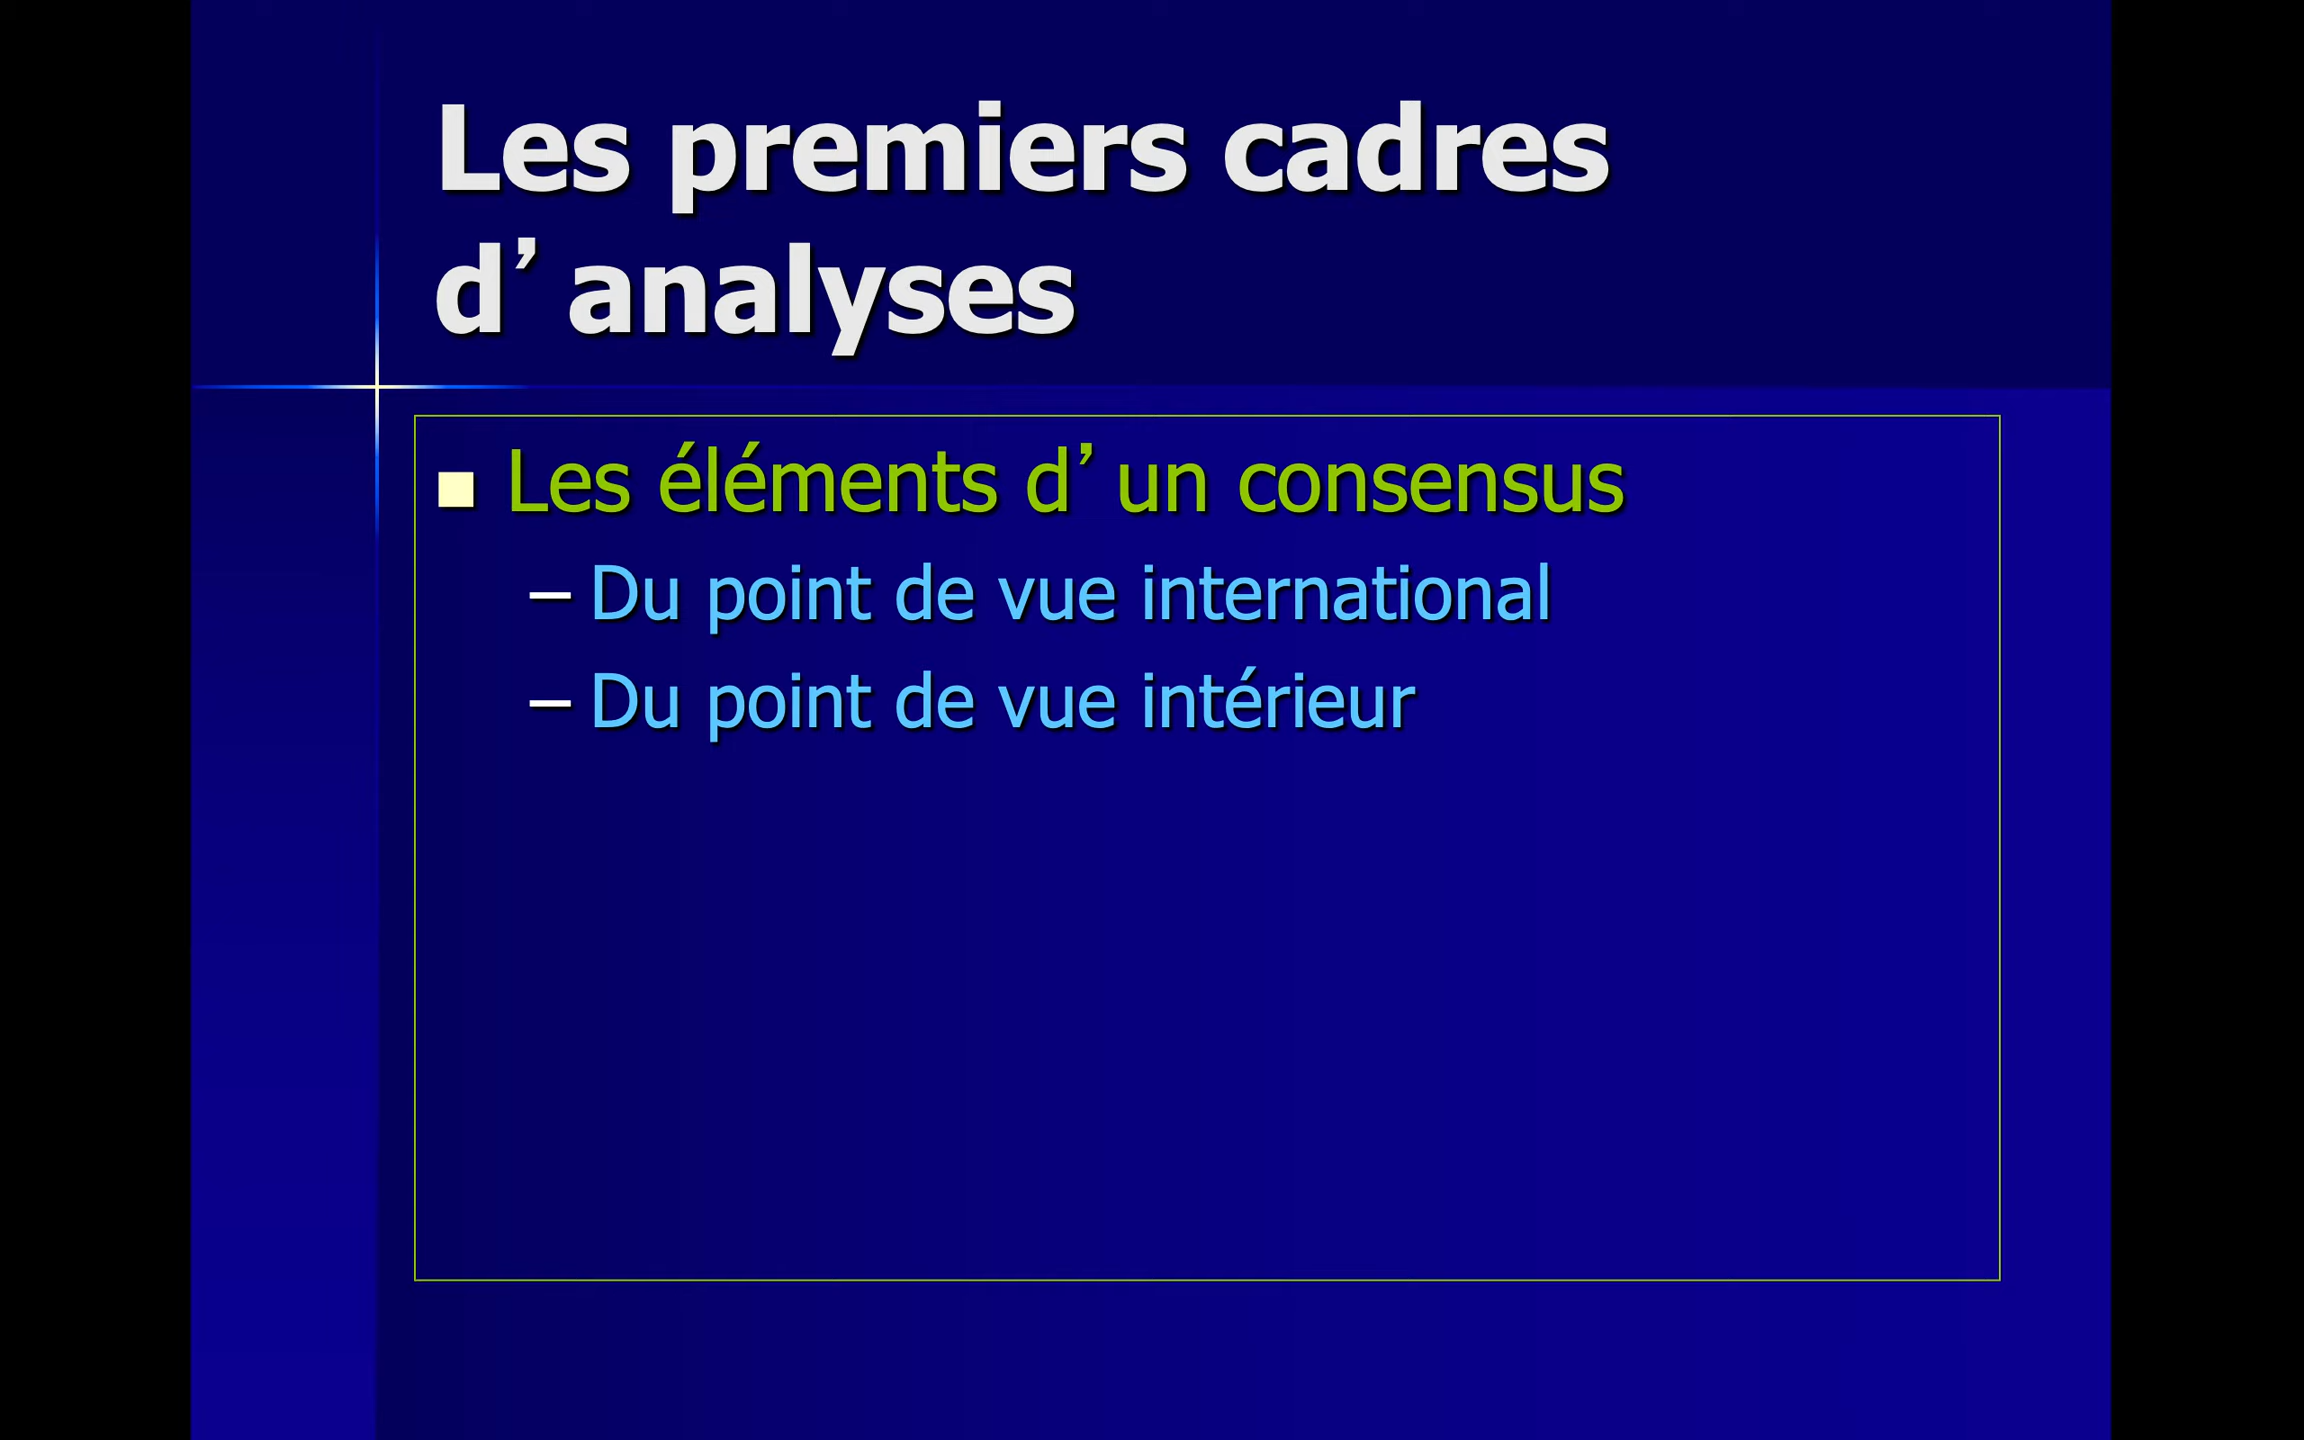 Les premiers cadres
d’analyses
Les éléments d’un consensus
– Du point de vue international
– Du point de vue intérieur